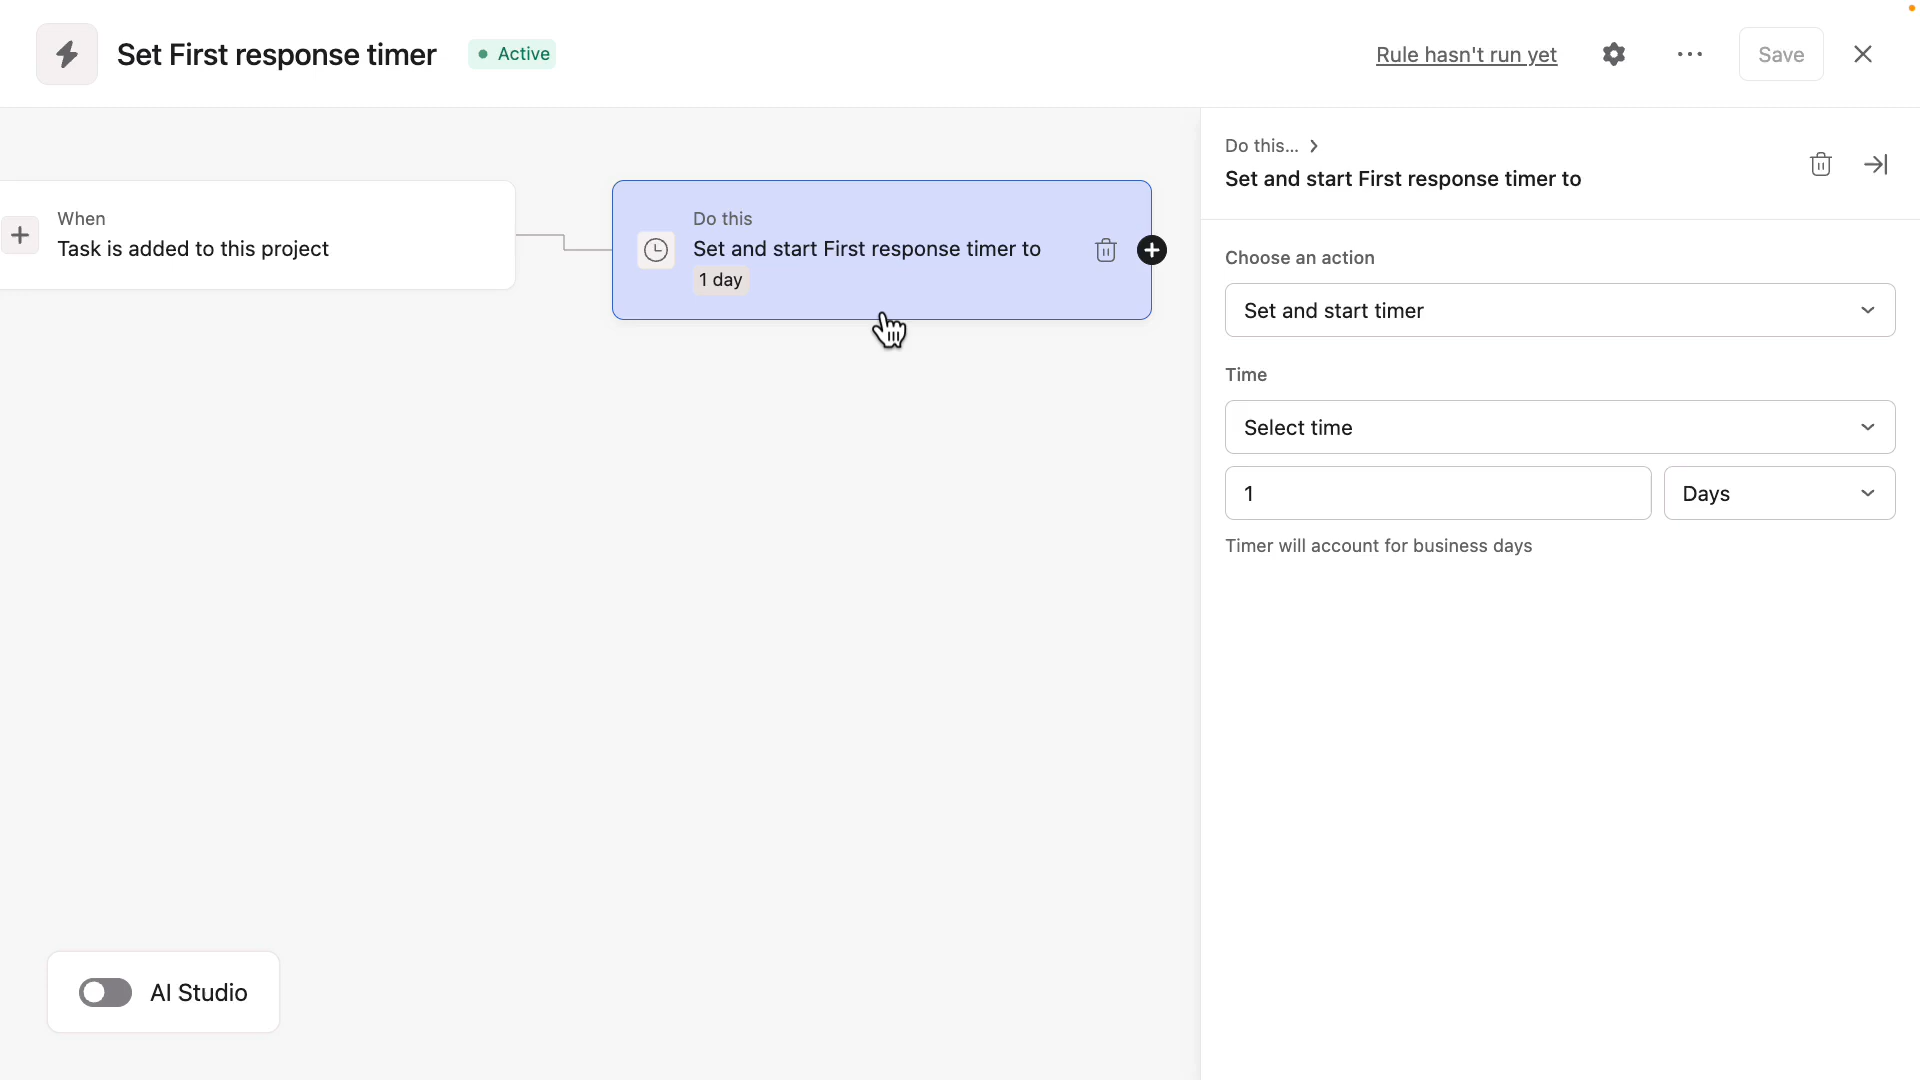 Set First response timer
Active
Rule hasn't run yet
Save
When
Task is added to this project
Do this
Set and start First response timer to
1 day
Do this...
Set and start First response timer to
Choose an action
Set and start timer
Time
Select time
1
Days
Timer will account for business days
AI Studio